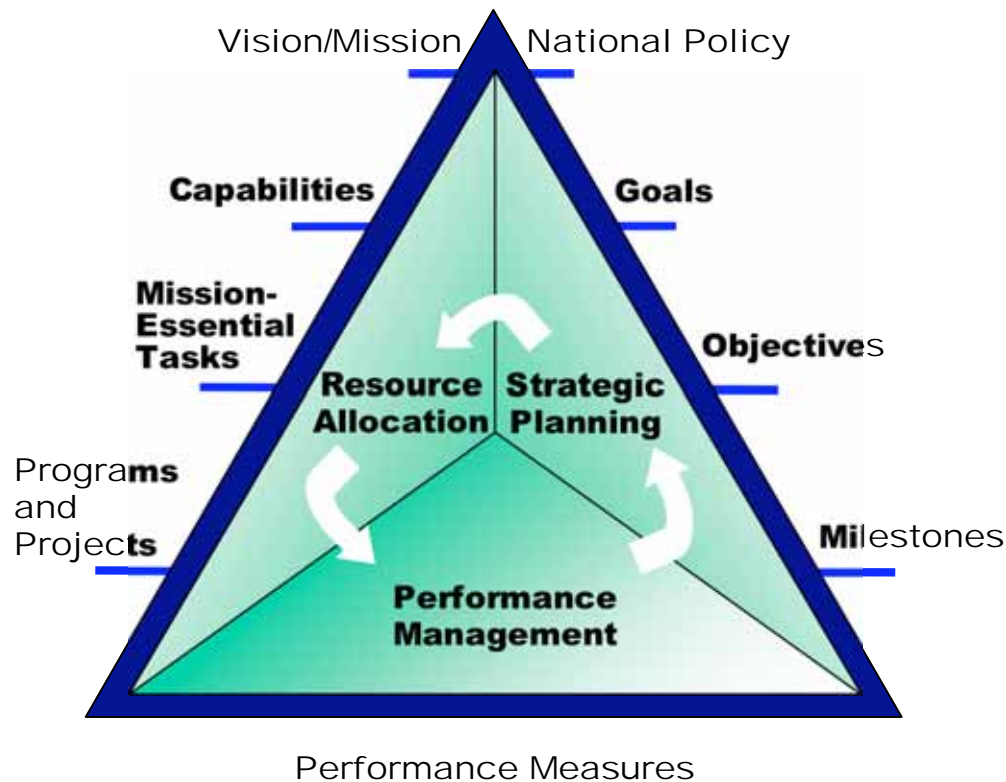 Vision/Mission National Policy
Capabilities
Goals
Mission-
Essential
Tasks
Objectives
Resource
Allocation
Strategic
Planning
Programs
and
Projects
Milestones
Performance
Management
Performance Measures